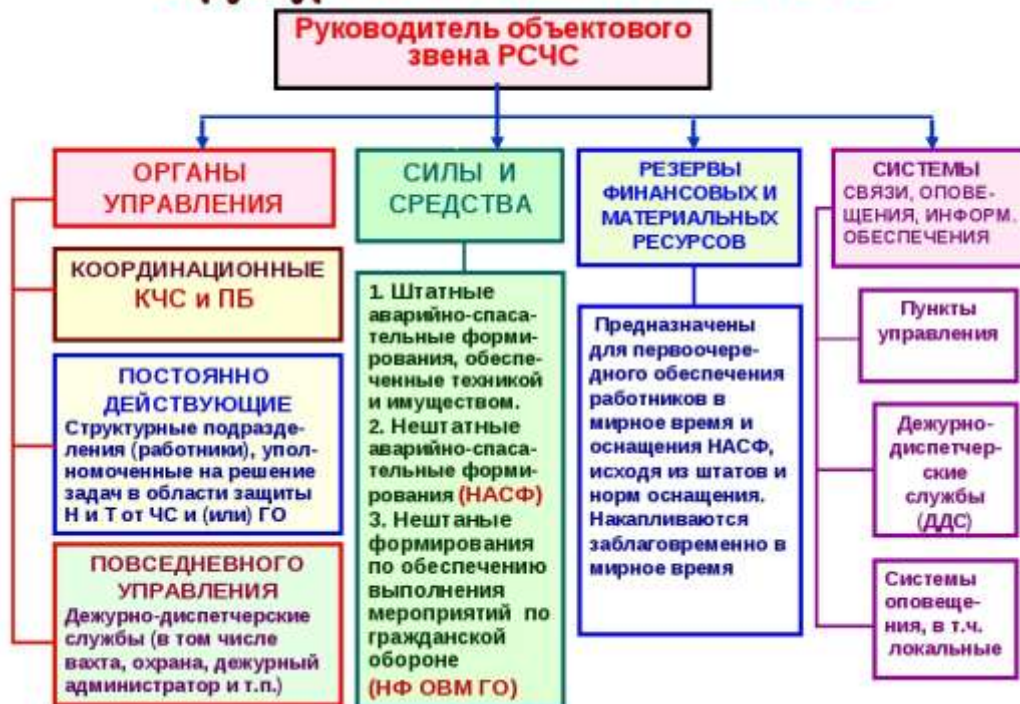 Руководитель объектового
звена РСЧС
ОРГАНЫ
УПРАВЛЕНИЯ
КООРДИНАЦИОННЫЕ
КЧС и ПБ
ПОСТОЯННО
ДЕЙСТВУЮЩИЕ
Структурные подразде-
ления (работники), упол-
номоченные на решение
задач в области защиты
Н и Т от ЧС и (или) ГО
ПОВСЕДНЕВНОГО
УПРАВЛЕНИЯ
Дежурно-диспетчерские
службы (в том числе
вахта, охрана, дежурный
администратор и т.п.)
СИЛЫ И
СРЕДСТВА
1. Штатные
аварийно-спаса-
тельные форми-
рования, обеспе-
ченные техникой
и имуществом.
2. Нештатные
аварийно-спаса-
тельные форми-
рования (НАСФ)
3. Нештаные
формирования
по обеспечению
выполнения
мероприятий по
гражданской
обороне
(НФ ОВМ ГО)
РЕЗЕРВЫ
ФИНАНСОВЫХ И
МАТЕРИАЛЬНЫХ
РЕСУРСОВ
Предназначены
для первоочере-
дного обеспечения
работников в
мирное время и
оснащения НАСФ,
исходя из штатов и
норм оснащения.
Накапливаются
заблаговременно в
мирное время
СИСТЕМЫ
СВЯЗИ, ОПОВЕ-
ЩЕНИЯ, ИНФОРМ.
ОБЕСПЕЧЕНИЯ
Пункты
управления
Дежурно-
диспетчер-
ские
службы
(ДДС)
Системы
оповеще-
ния, в т.ч.
локальные